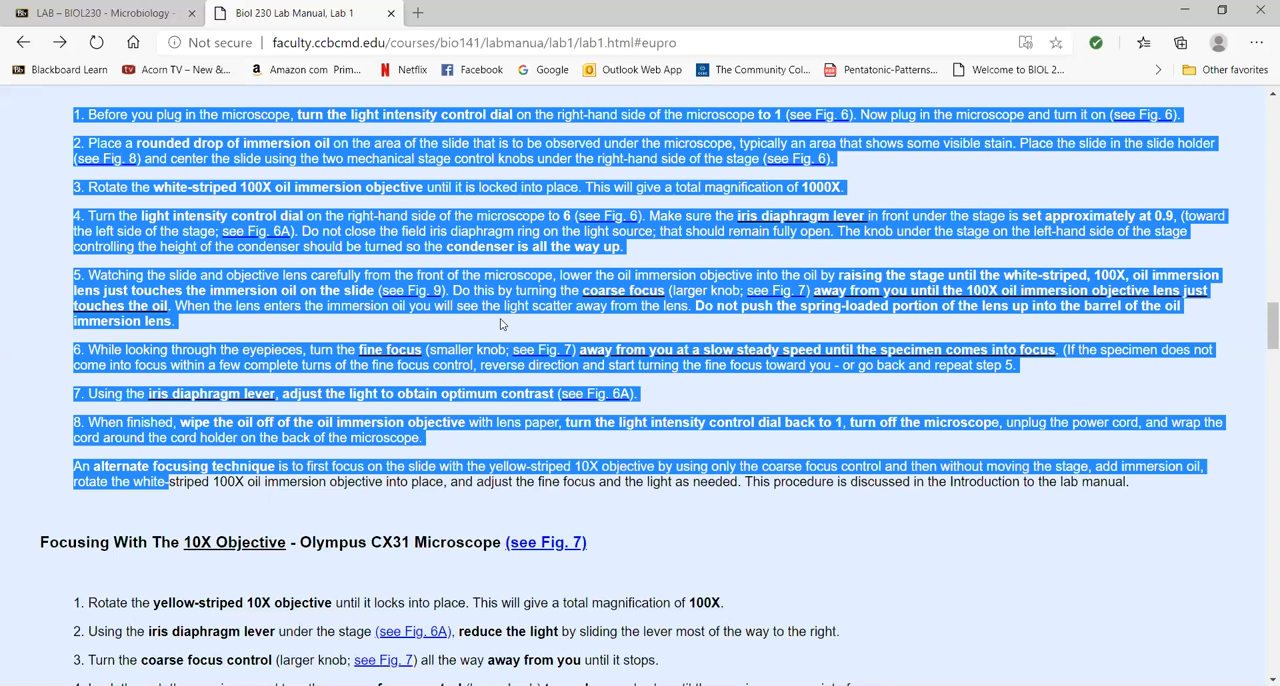 LAB – BIOL230 - Microbiology -
Biol 230 Lab Manual, Lab 1
Not secure | faculty.ccbcmd.edu/courses/bio141/labmanua/lab1/lab1.html#eupro
Blackboard Learn
Acorn TV – New &...
Amazon com Prim...
Netflix
Facebook
Google
Outlook Web App
The Community Col...
Pentatonic-Patterns...
Welcome to BIOL 2...
Other favorites
1. Before you plug in the microscope, turn the light intensity control dial on the right-hand side of the microscope to 1 (see Fig. 6). Now plug in the microscope and turn it on (see Fig. 6).
2. Place a rounded drop of immersion oil on the area of the slide that is to be observed under the microscope, typically an area that shows some visible stain. Place the slide in the slide holder
(see Fig. 8) and center the slide using the two mechanical stage control knobs under the right-hand side of the stage (see Fig. 6).
3. Rotate the white-striped 100X oil immersion objective until it is locked into place. This will give a total magnification of 1000X.
4. Turn the light intensity control dial on the right-hand side of the microscope to 6 (see Fig. 6). Make sure the iris diaphragm lever in front under the stage is set approximately at 0.9, (toward
the left side of the stage; see Fig. 6A). Do not close the field iris diaphragm ring on the light source; that should remain fully open. The knob under the stage on the left-hand side of the stage
controlling the height of the condenser should be turned so the condenser is all the way up.
5. Watching the slide and objective lens carefully from the front of the microscope, lower the oil immersion objective into the oil by raising the stage until the white-striped, 100X, oil immersion
lens just touches the immersion oil on the slide (see Fig. 9). Do this by turning the coarse focus (larger knob; see Fig. 7) away from you until the 100X oil immersion objective lens just
touches the oil. When the lens enters the immersion oil you will see the light scatter away from the lens. Do not push the spring-loaded portion of the lens up into the barrel of the oil
immersion lens.
6. While looking through the eyepieces, turn the fine focus (smaller knob; see Fig. 7) away from you at a slow steady speed until the specimen comes into focus. (If the specimen does not
come into focus within a few complete turns of the fine focus control, reverse direction and start turning the fine focus toward you - or go back and repeat step 5.
7. Using the iris diaphragm lever, adjust the light to obtain optimum contrast (see Fig. 6A).
8. When finished, wipe the oil off of the oil immersion objective with lens paper, turn the light intensity control dial back to 1, turn off the microscope, unplug the power cord, and wrap the
cord around the cord holder on the back of the microscope.
An alternate focusing technique is to first focus on the slide with the yellow-striped 10X objective by using only the coarse focus control and then without moving the stage, add immersion oil,
rotate the white-striped 100X oil immersion objective into place, and adjust the fine focus and the light as needed. This procedure is discussed in the Introduction to the lab manual.
Focusing With The 10X Objective - Olympus CX31 Microscope (see Fig. 7)
1. Rotate the yellow-striped 10X objective until it locks into place. This will give a total magnification of 100X.
2. Using the iris diaphragm lever under the stage (see Fig. 6A), reduce the light by sliding the lever most of the way to the right.
3. Turn the coarse focus control (larger knob; see Fig. 7) all the way away from you until it stops.